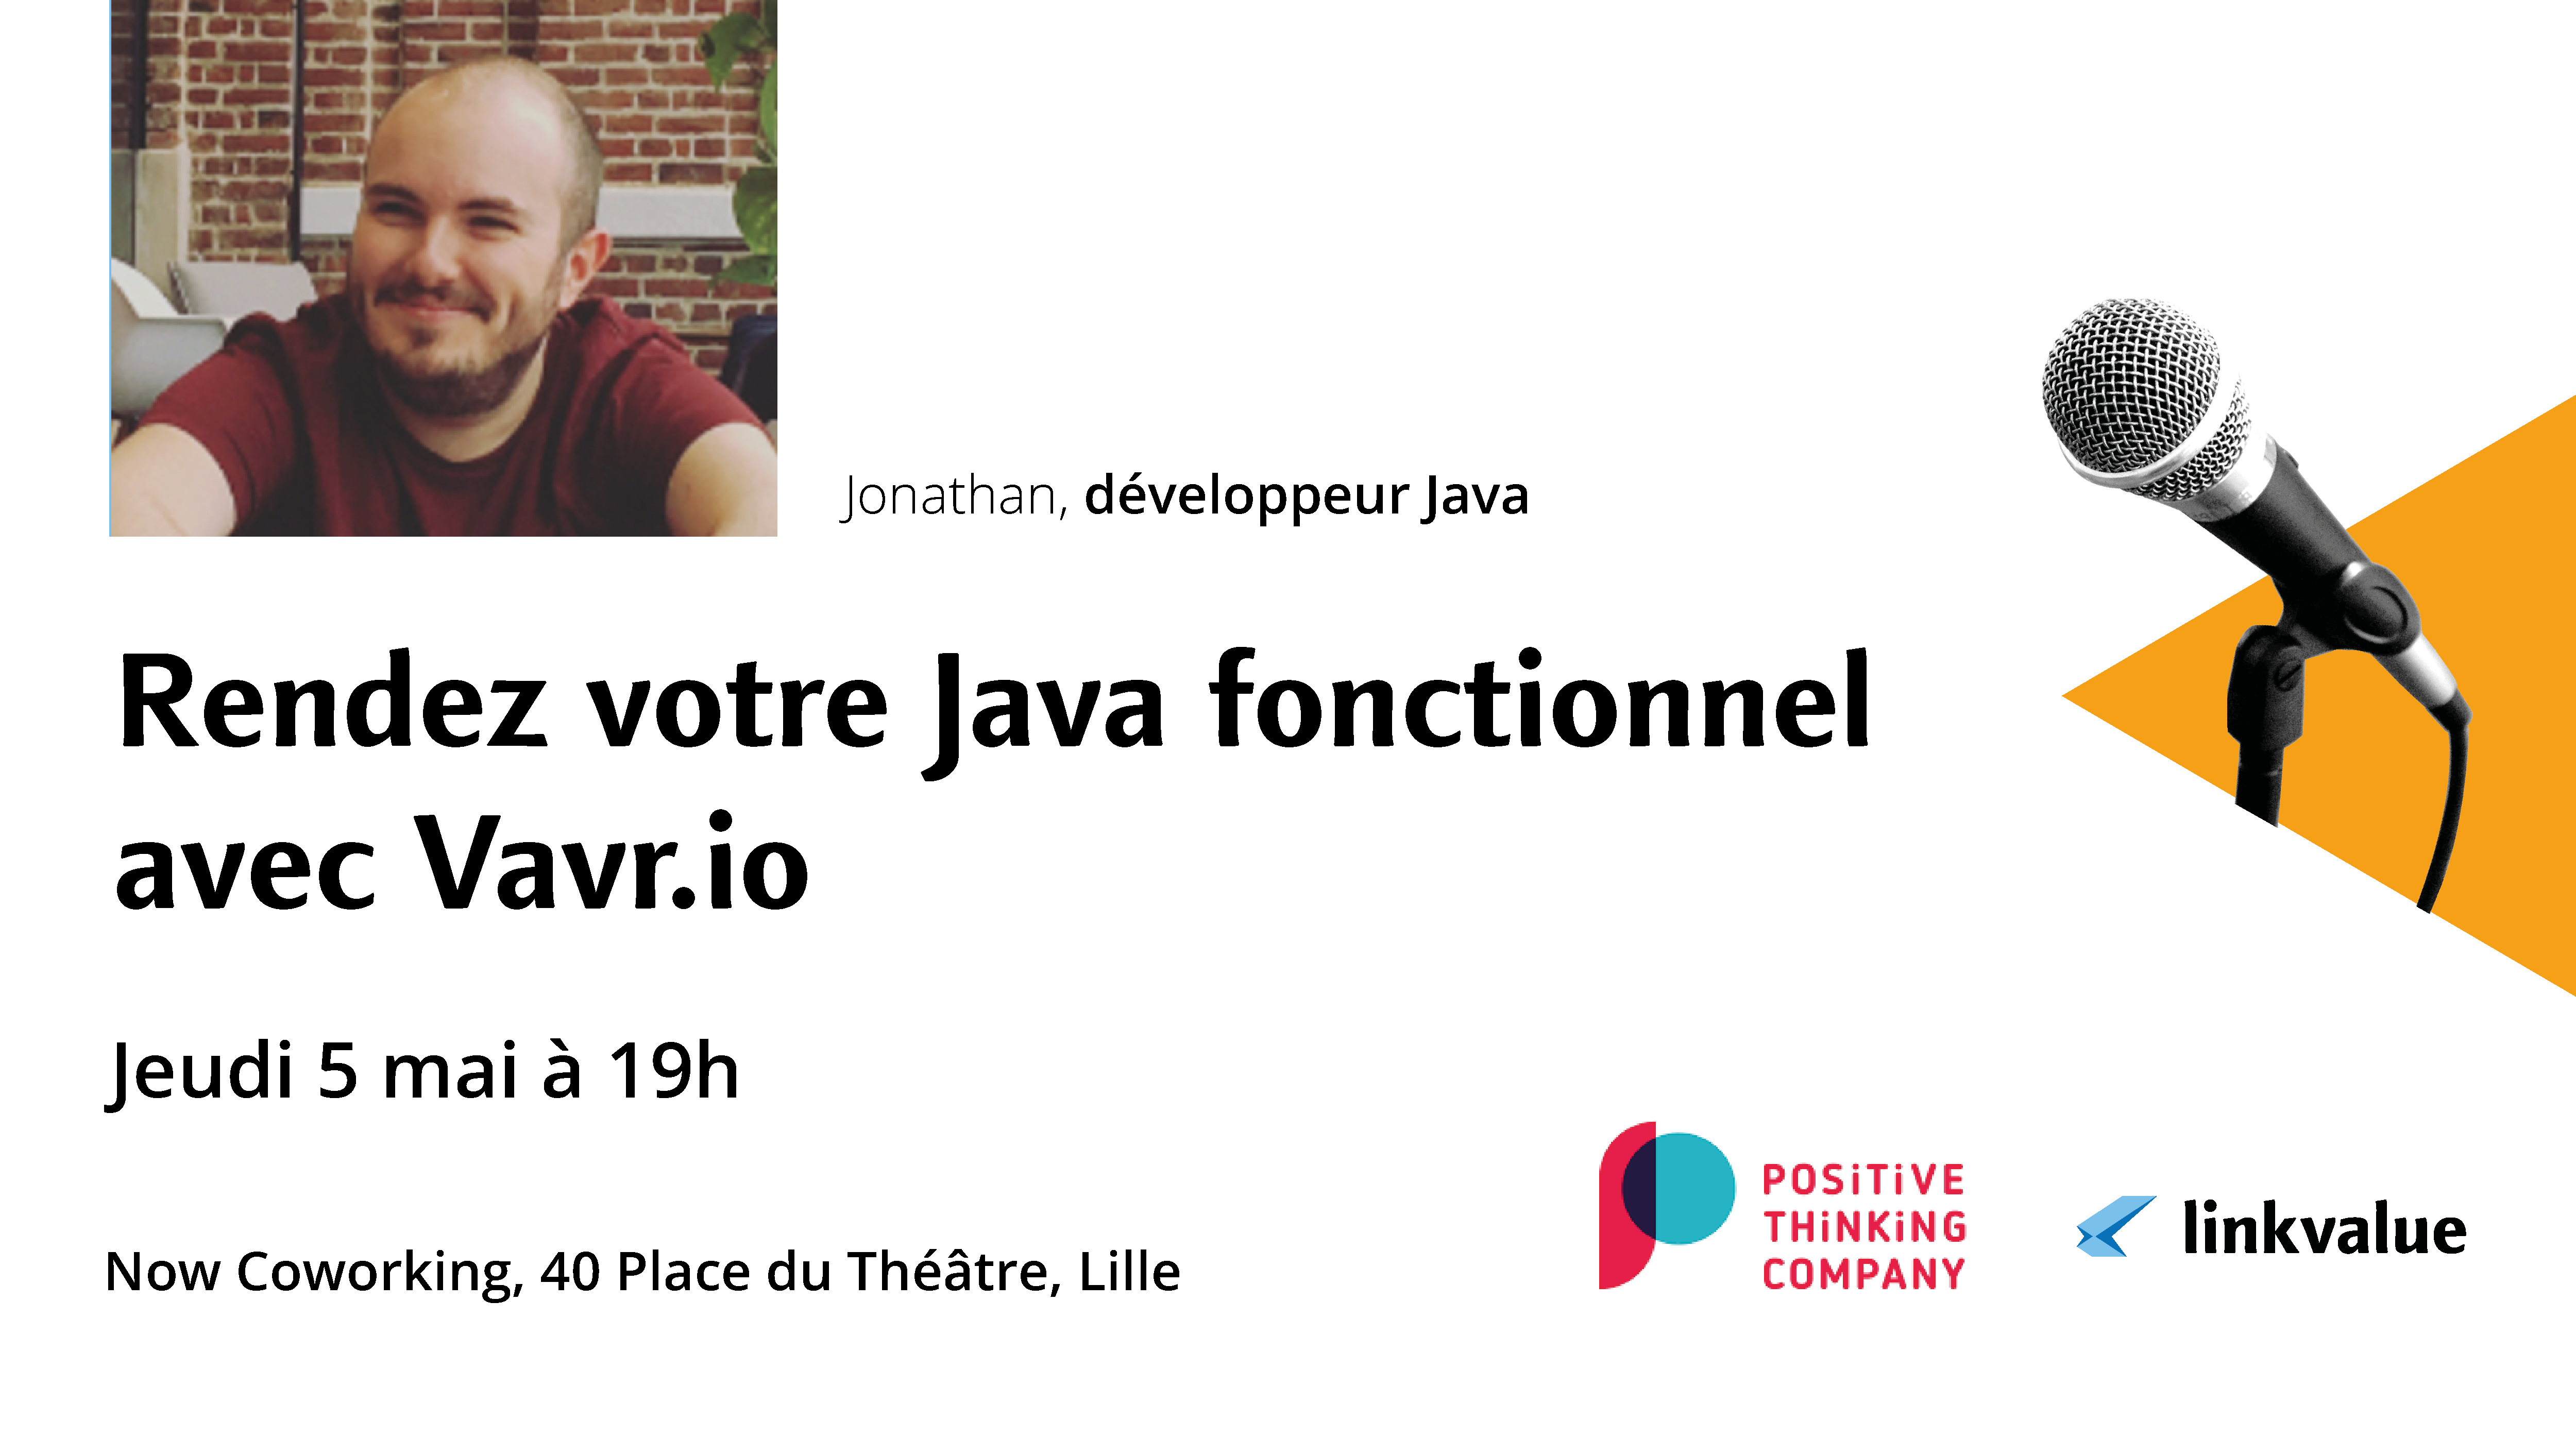 Jonathan, développeur Java
Rendez votre Java fonctionnel
avec Vavr.io
Jeudi 5 mai à 19h
Now Coworking, 40 Place du Théâtre, Lille
POSiTiVE
THiNKiNG
COMPANY
linkvalue